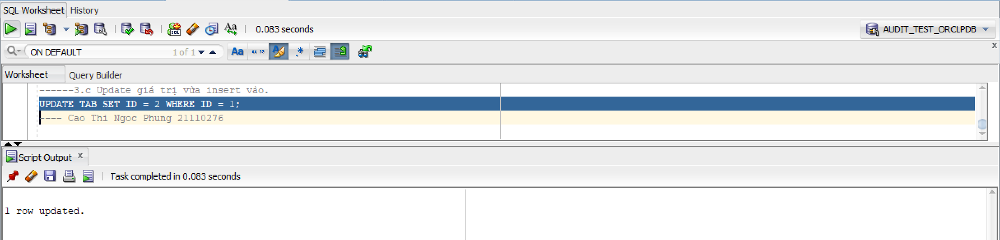 SQL Worksheet History
0.083 seconds
AUDIT_TEST_ORCLPDB
ON DEFAULT 1 of 1
Aa “ ” .*
x
Worksheet Query Builder
------3.c Update giá trị vừa insert vào.
UPDATE TAB SET ID = 2 WHERE ID = 1;
---- Cao Thi Ngoc Phung 21110276
Script Output x
Task completed in 0.083 seconds
1 row updated.